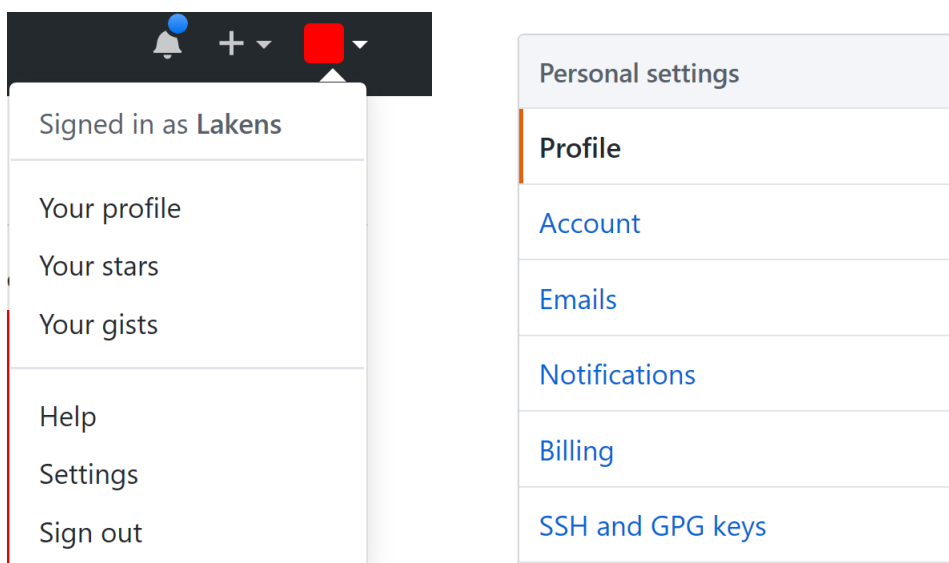 Signed in as Lakens
Your profile
Your stars
Your gists
Help
Settings
Sign out
Personal settings
Profile
Account
Emails
Notifications
Billing
SSH and GPG keys